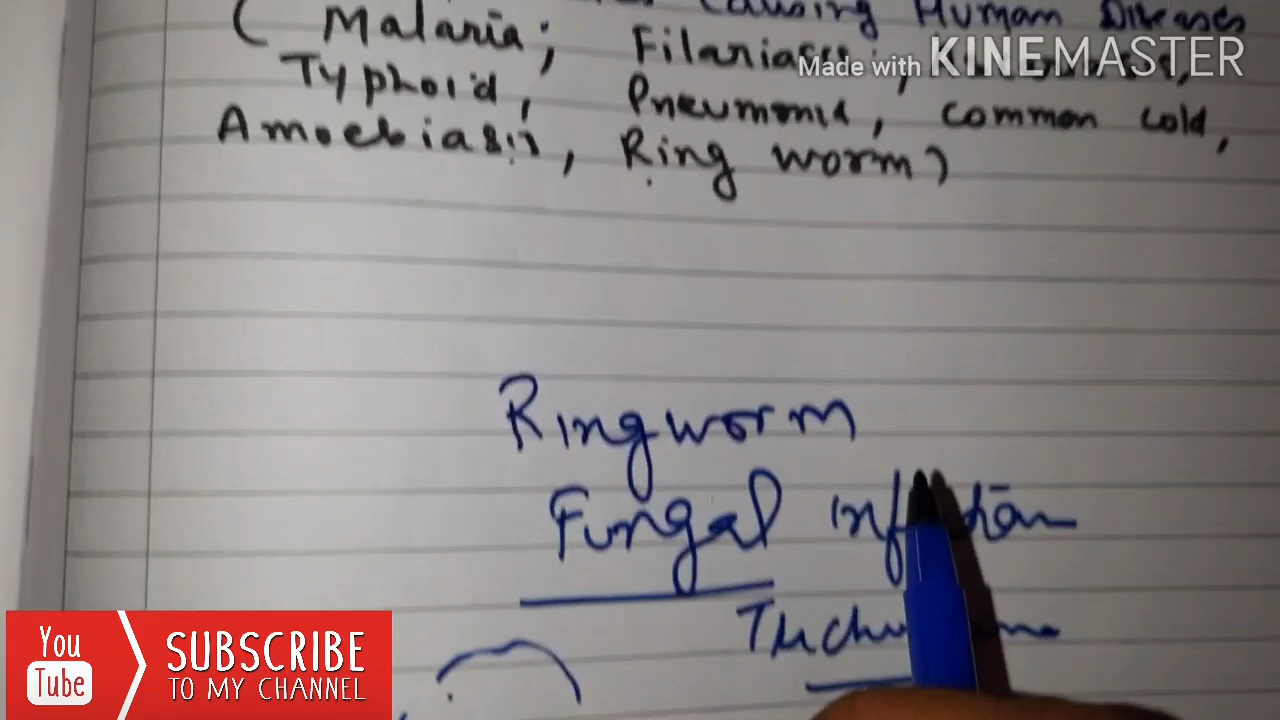 Causing Human Diseases
( Malaria; Filariasis,
Made with KINEMASTER
Typhoid, Pneumonia, common cold,
Amoebiasis, Ring worm)
Ringworm
Fungal
You Tube
SUBSCRIBE
TO MY CHANNEL